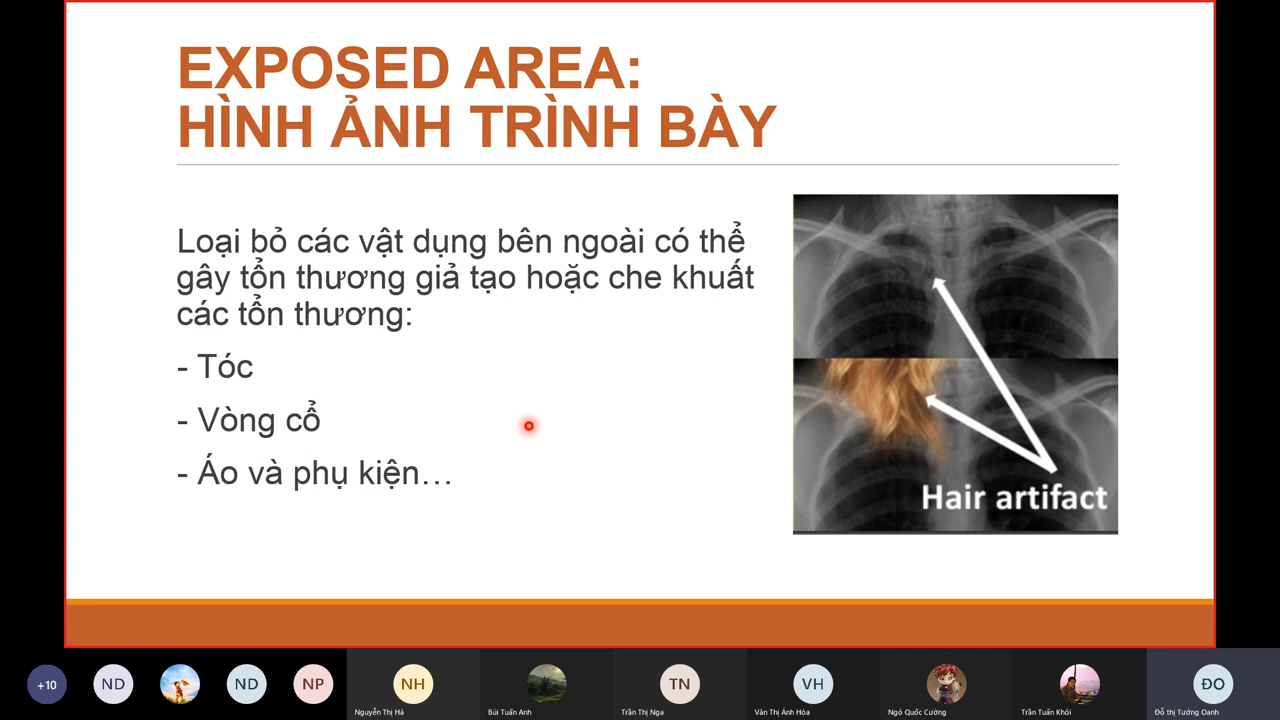 EXPOSED AREA:
HÌNH ẢNH TRÌNH BÀY
Loại bỏ các vật dụng bên ngoài có thể
gây tổn thương giả tạo hoặc che khuất
các tổn thương:
- Tóc
- Vòng cổ
- Áo và phụ kiện…
Hair artifact
+10
ND
ND
NP
NH
Nguyễn Thị Hà
Bùi Tuấn Anh
TN
Trần Thị Nga
VH
Văn Thị Ánh Hòa
Ngô Quốc Cường
Trần Tuấn Khôi
ĐO
Đỗ thị Tường Oanh